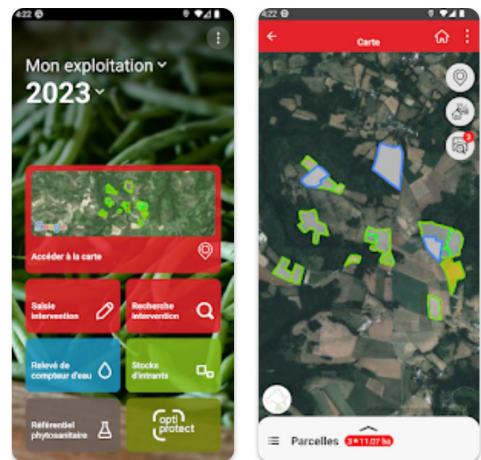 4:22
Mon exploitation
2023
Accéder à la carte
Saisie
intervention
Recherche
intervention
Relevé de
compteur d'eau
Stocks
d'intrants
Référentiel
phytosanitaire
opti
protect
4:22
Carte
3
Parcelles 3 • 11.07 ha